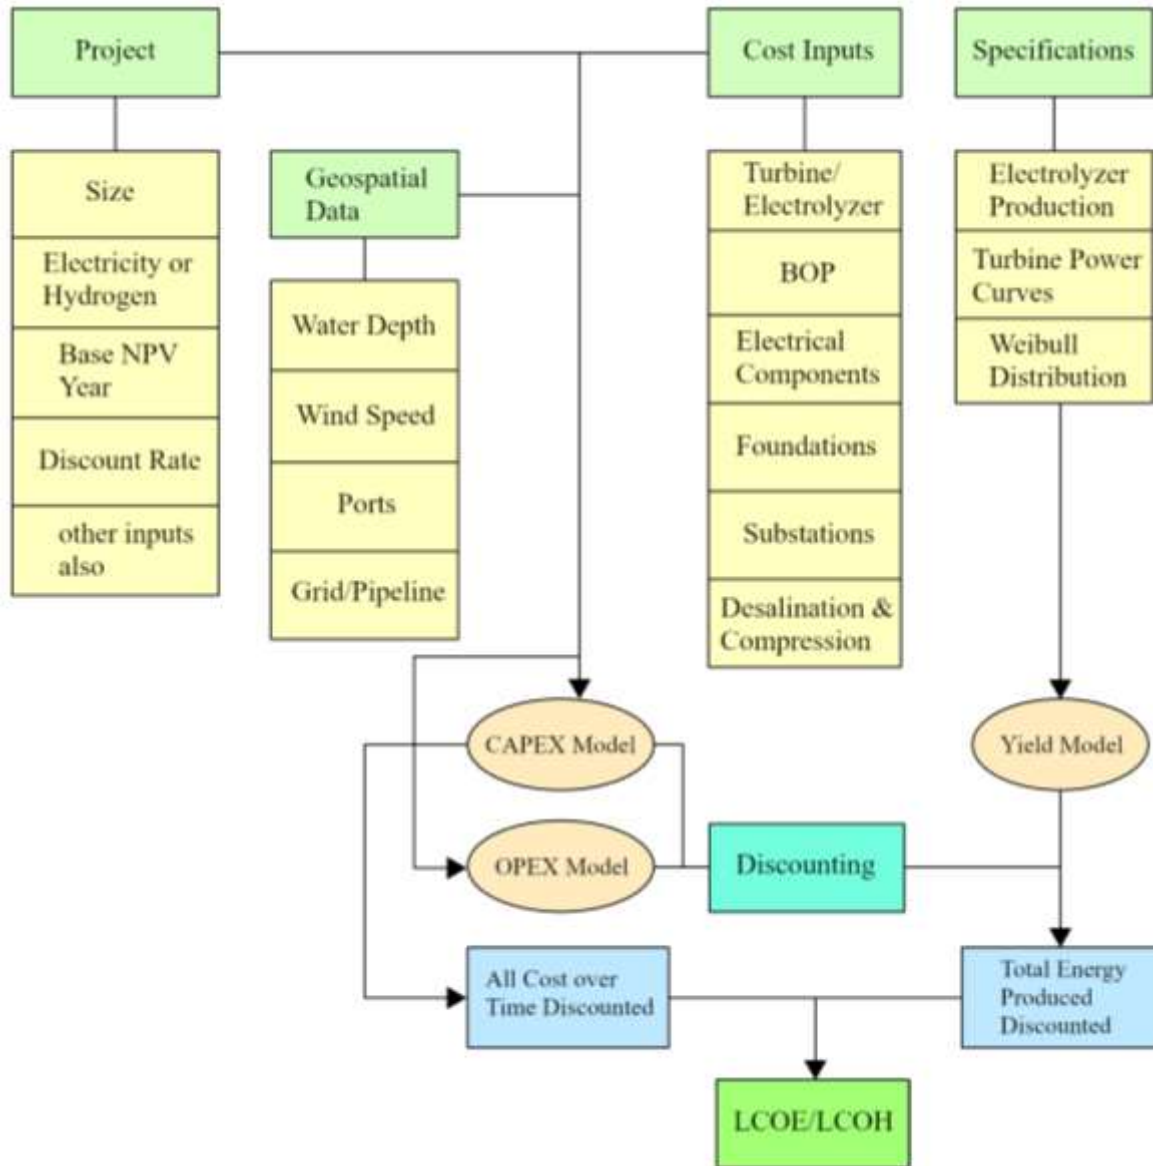 Project
Cost Inputs
Specifications
Size
Electricity or
Hydrogen
Base NPV
Year
Discount Rate
other inputs
also
Geospatial
Data
Water Depth
Wind Speed
Ports
Grid/Pipeline
Turbine/
Electrolyzer
BOP
Electrical
Components
Foundations
Substations
Desalination &
Compression
Electrolyzer
Production
Turbine Power
Curves
Weibull
Distribution
CAPEX Model
Yield Model
OPEX Model
Discounting
All Cost over
Time Discounted
Total Energy
Produced
Discounted
LCOE/LCOH